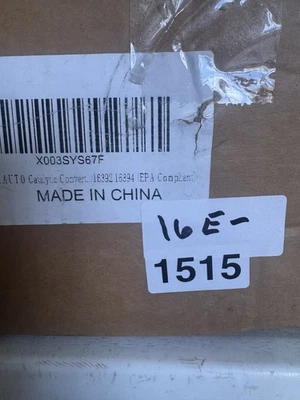 X003SYS67F
AUTO Catalytic Convert 16392 16394 (EPA Compliant)
MADE IN CHINA
16E-
1515